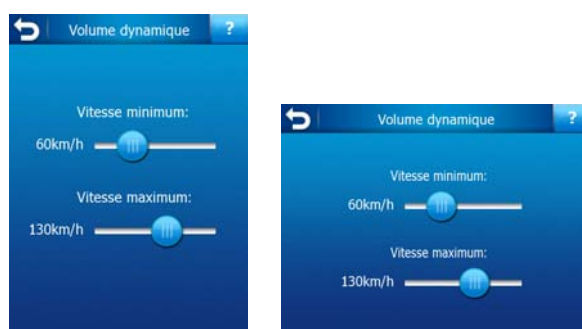 Volume dynamique ?
Vitesse minimum:
60km/h
Vitesse maximum:
130km/h
Volume dynamique ?
Vitesse minimum:
60km/h
Vitesse maximum:
130km/h